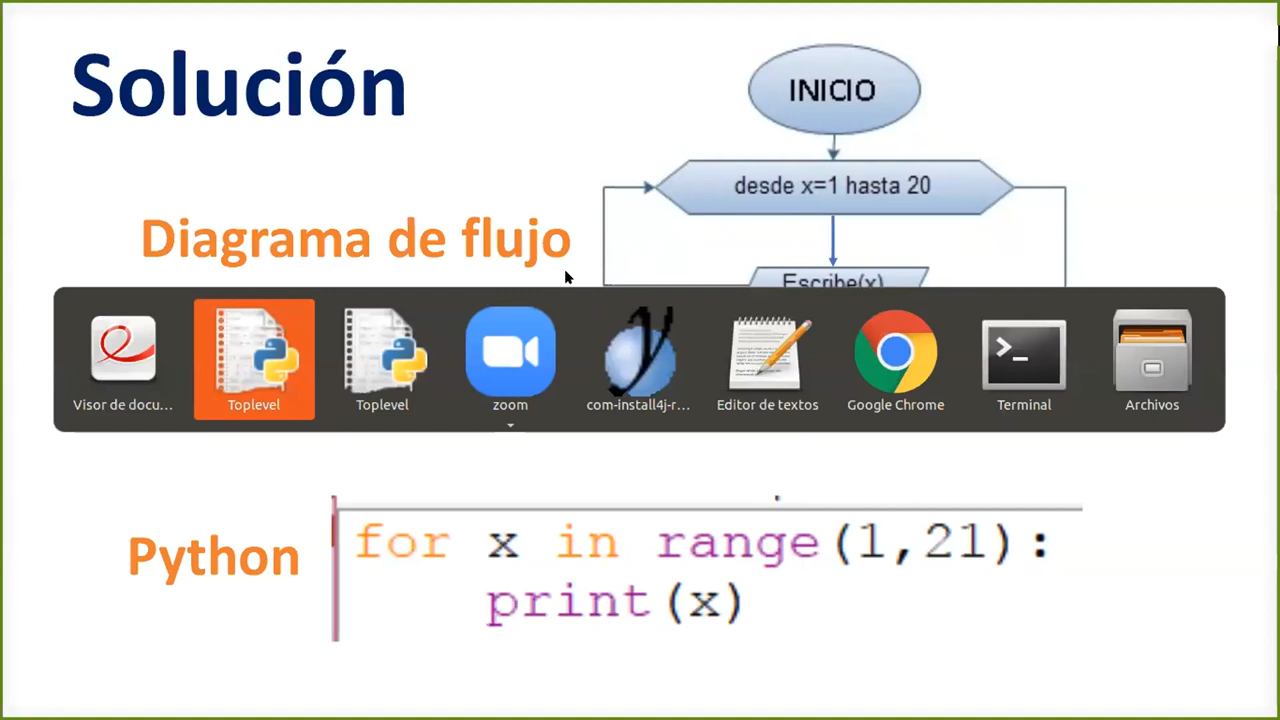 Solución
INICIO
desde x=1 hasta 20
Diagrama de flujo
Escribe(x)
Visor de docu...
Toplevel
Toplevel
zoom
com-install4j-r...
Editor de textos
Google Chrome
Terminal
Archivos
Python
for x in range(1,21):
print(x)